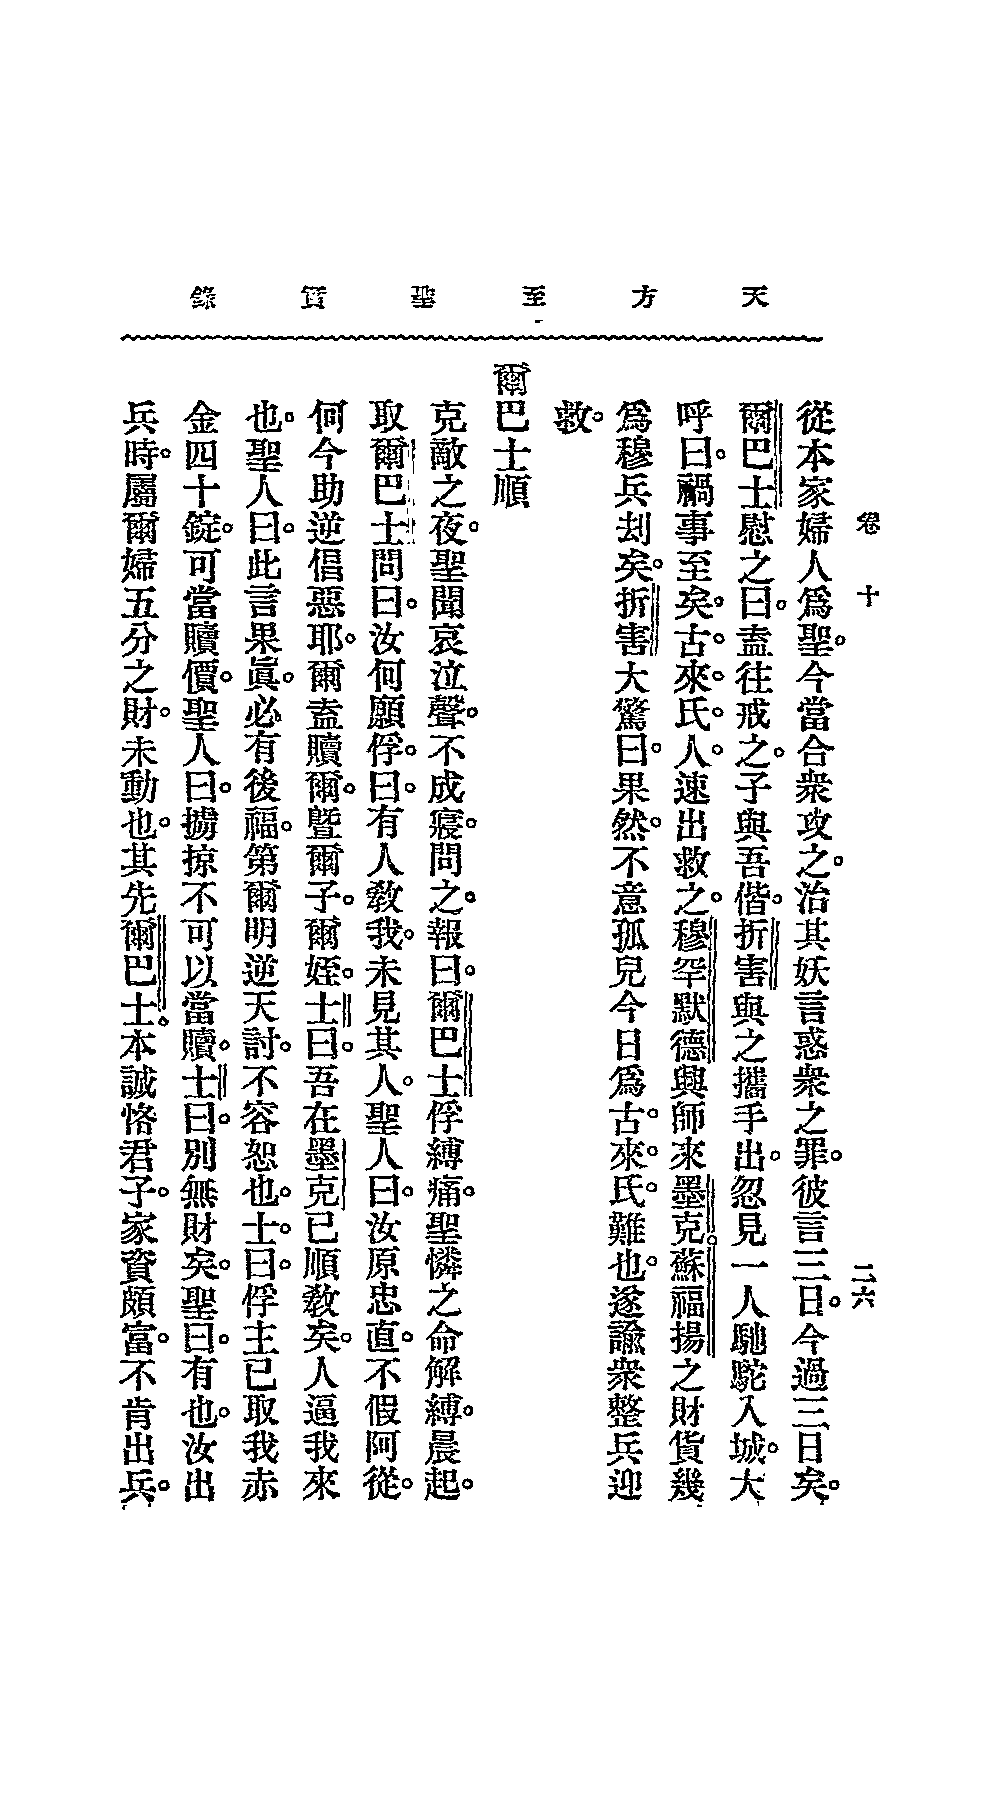 天方至聖實錄
卷十
二六
從本家婦人爲聖。今當合衆攻之。治其妖言惑衆之罪。彼言三日。今過三日矣。
爾巴士慰之曰。盍往戒之。子與吾偕。折害與之攜手出。忽見一人馳駝入城。大
呼曰。禍事至矣。古。來。氏。人。速出救之。穆罕默德興師來墨克。蘇福揚之財貨幾
爲穆兵刦矣。折害大驚曰。果然。不意孤兒今日爲古。來。氏。難也。遂諭衆整兵迎
救。
爾巴士順
克敵之夜。聖聞哀泣聲。不成寢。問之。報曰。爾巴士俘縛痛。聖憐之命解縛。晨起。
取爾巴士問曰。汝何願俘。曰。有人敎我。未見其人。聖人曰。汝原忠直。不假阿從。
何今助逆倡惡耶。爾盍贖爾。曁爾子。爾姪。士曰。吾在墨克已順敎矣。人逼我來
也。聖人曰。此言果眞。必有後福。第爾明逆天討。不容恕也。士。曰。俘主已取我赤
金四十錠。可當贖價。聖人曰。擄掠不可以當贖。士曰。別無財矣。聖曰。有也。汝出
兵時。屬爾婦五分之財。未動也。其先爾巴士。本誠恪君子。家資頗富。不肯出兵。